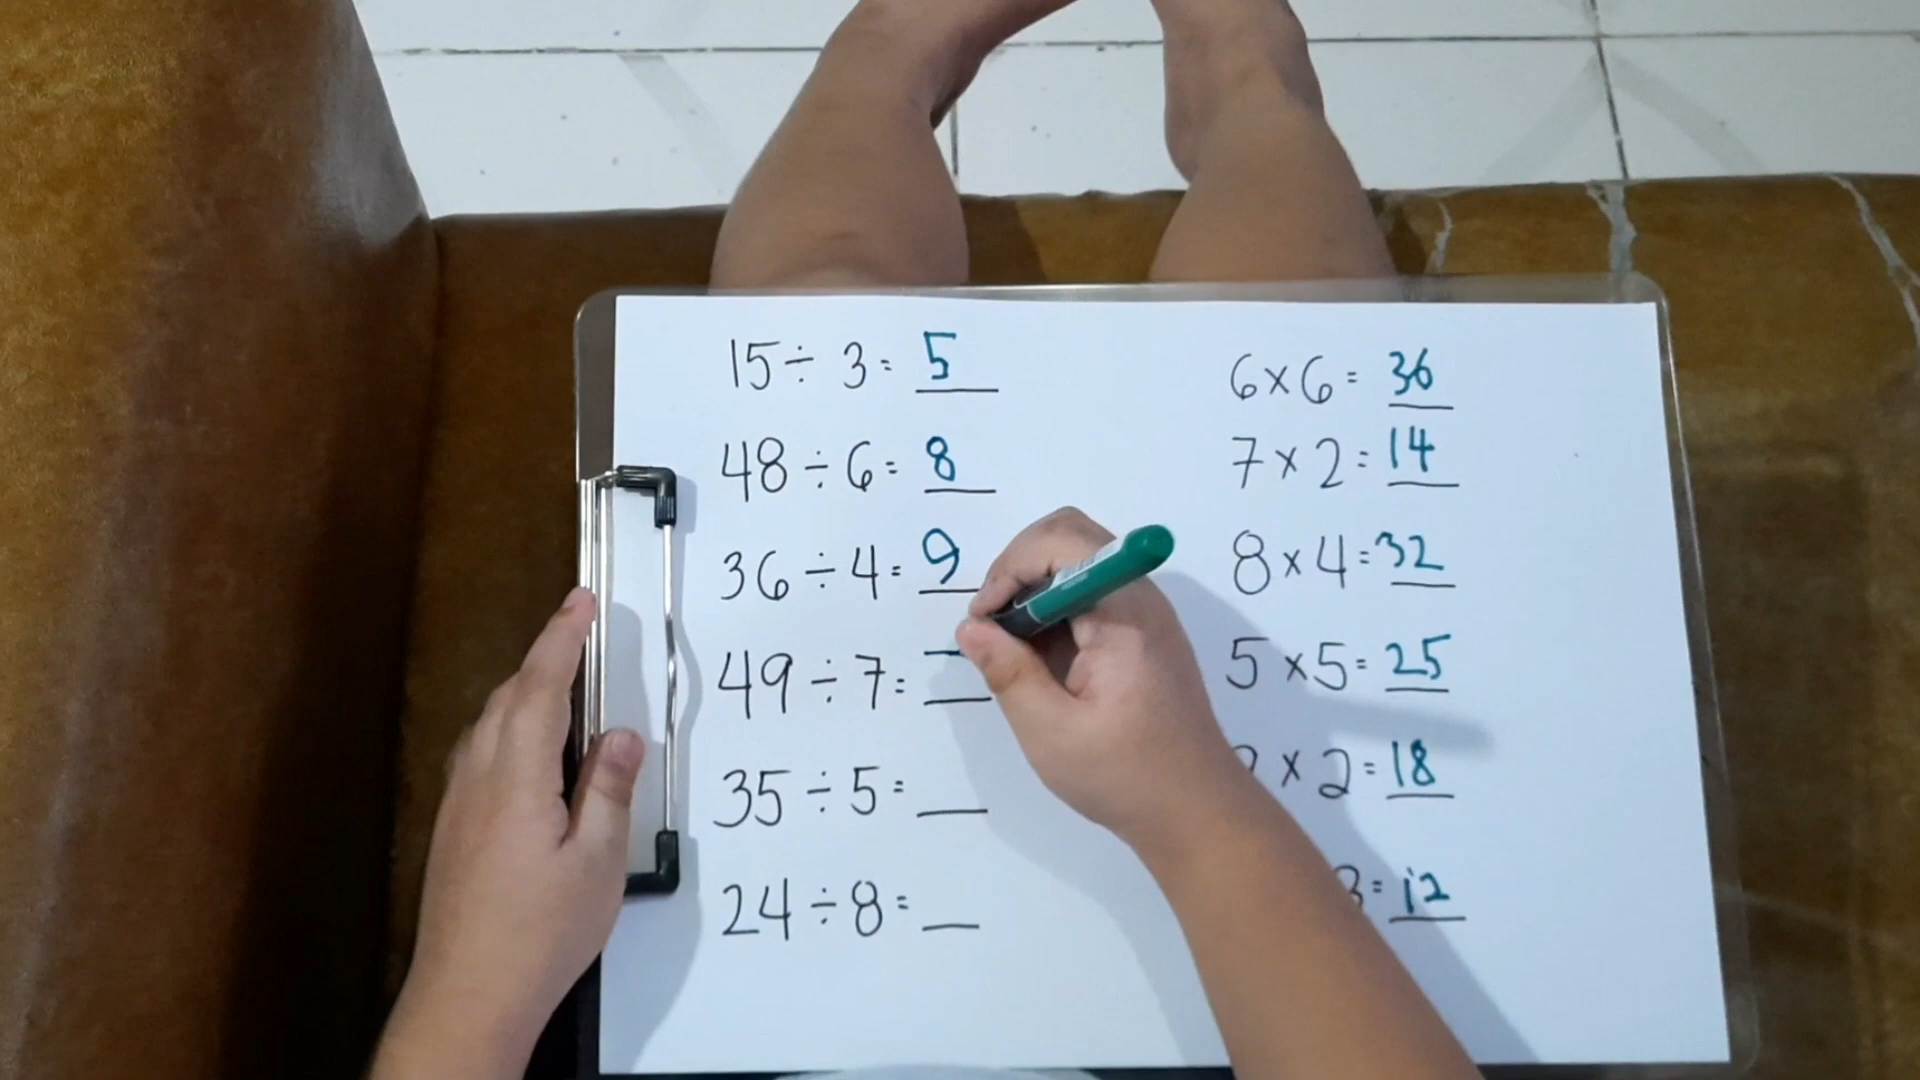 15 ÷ 3 = 5
48 ÷ 6 = 8
36 ÷ 4 = 9
49 ÷ 7 =
35 ÷ 5 =
24 ÷ 8 =
6 x 6 = 36
7 x 2 = 14
8 x 4 = 32
5 x 5 = 25
x 2 = 18
3 = 12